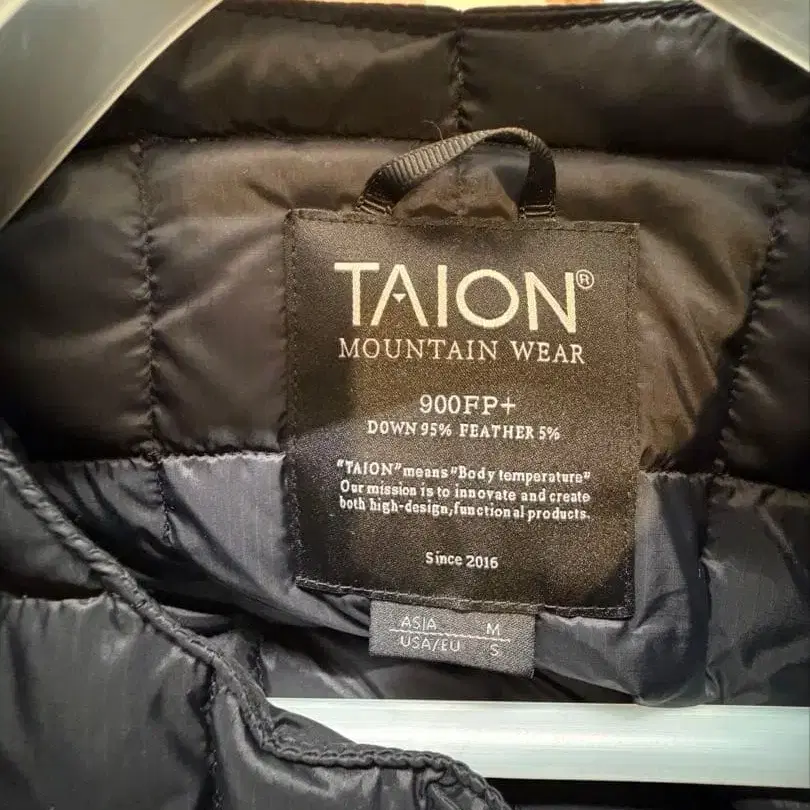 TAION®
MOUNTAIN WEAR
900FP+
DOWN 95% FEATHER 5%
"TAION" means "Body temperature"
Our mission is to innovate and create
both high-design, functional products.
Since 2016
ASIA M
USA/EU S